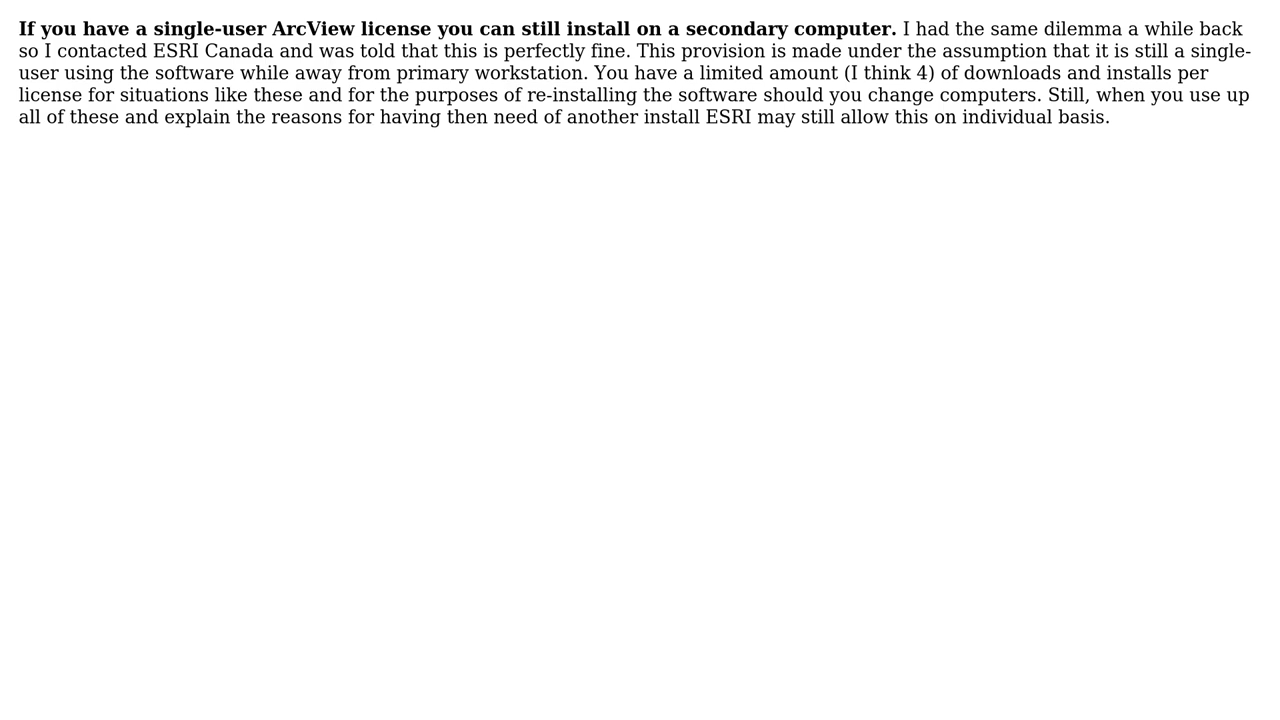 If you have a single-user ArcView license you can still install on a secondary computer. I had the same dilemma a while back
so I contacted ESRI Canada and was told that this is perfectly fine. This provision is made under the assumption that it is still a single-
user using the software while away from primary workstation. You have a limited amount (I think 4) of downloads and installs per
license for situations like these and for the purposes of re-installing the software should you change computers. Still, when you use up
all of these and explain the reasons for having then need of another install ESRI may still allow this on individual basis.